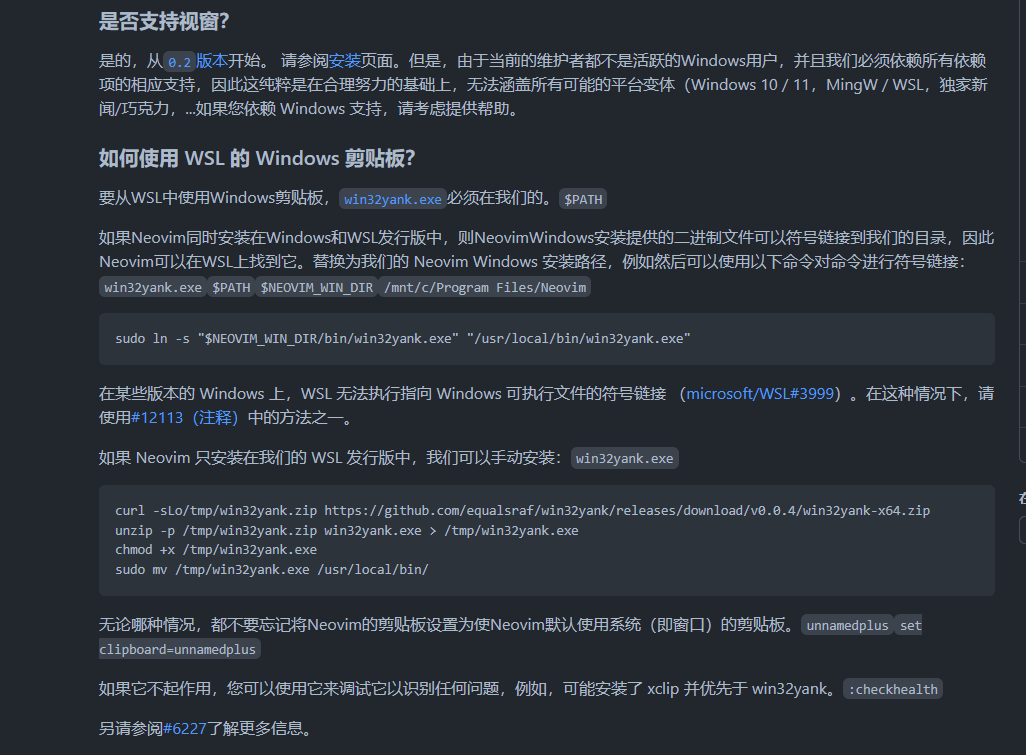 是否支持视窗？
是的，从 0.2 版本开始。 请参阅安装页面。但是，由于当前的维护者都不是活跃的Windows用户，并且我们必须依赖所有依赖
项的相应支持，因此这纯粹是在合理努力的基础上，无法涵盖所有可能的平台变体（Windows 10 / 11，MingW / WSL，独家新
闻/巧克力，...如果您依赖 Windows 支持，请考虑提供帮助。
如何使用 WSL 的 Windows 剪贴板？
要从WSL中使用Windows剪贴板， win32yank.exe 必须在我们的。 $PATH
如果Neovim同时安装在Windows和WSL发行版中，则NeovimWindows安装提供的二进制文件可以符号链接到我们的目录，因此
Neovim可以在WSL上找到它。替换为我们的 Neovim Windows 安装路径，例如然后可以使用以下命令对命令进行符号链接：
win32yank.exe $PATH $NEOVIM_WIN_DIR /mnt/c/Program Files/Neovim
sudo ln -s "$NEOVIM_WIN_DIR/bin/win32yank.exe" "/usr/local/bin/win32yank.exe"
在某些版本的 Windows 上，WSL 无法执行指向 Windows 可执行文件的符号链接 （microsoft/WSL#3999）。在这种情况下，请
使用#12113（注释）中的方法之一。
如果 Neovim 只安装在我们的 WSL 发行版中，我们可以手动安装： win32yank.exe
curl -sLo/tmp/win32yank.zip https://github.com/equalsraf/win32yank/releases/download/v0.0.4/win32yank-x64.zip
unzip -p /tmp/win32yank.zip win32yank.exe > /tmp/win32yank.exe
chmod +x /tmp/win32yank.exe
sudo mv /tmp/win32yank.exe /usr/local/bin/
无论哪种情况，都不要忘记将Neovim的剪贴板设置为使Neovim默认使用系统（即窗口）的剪贴板。 unnamedplus set
clipboard=unnamedplus
如果它不起作用，您可以使用它来调试它以识别任何问题，例如，可能安装了 xclip 并优先于 win32yank。 :checkhealth
另请参阅#6227了解更多信息。